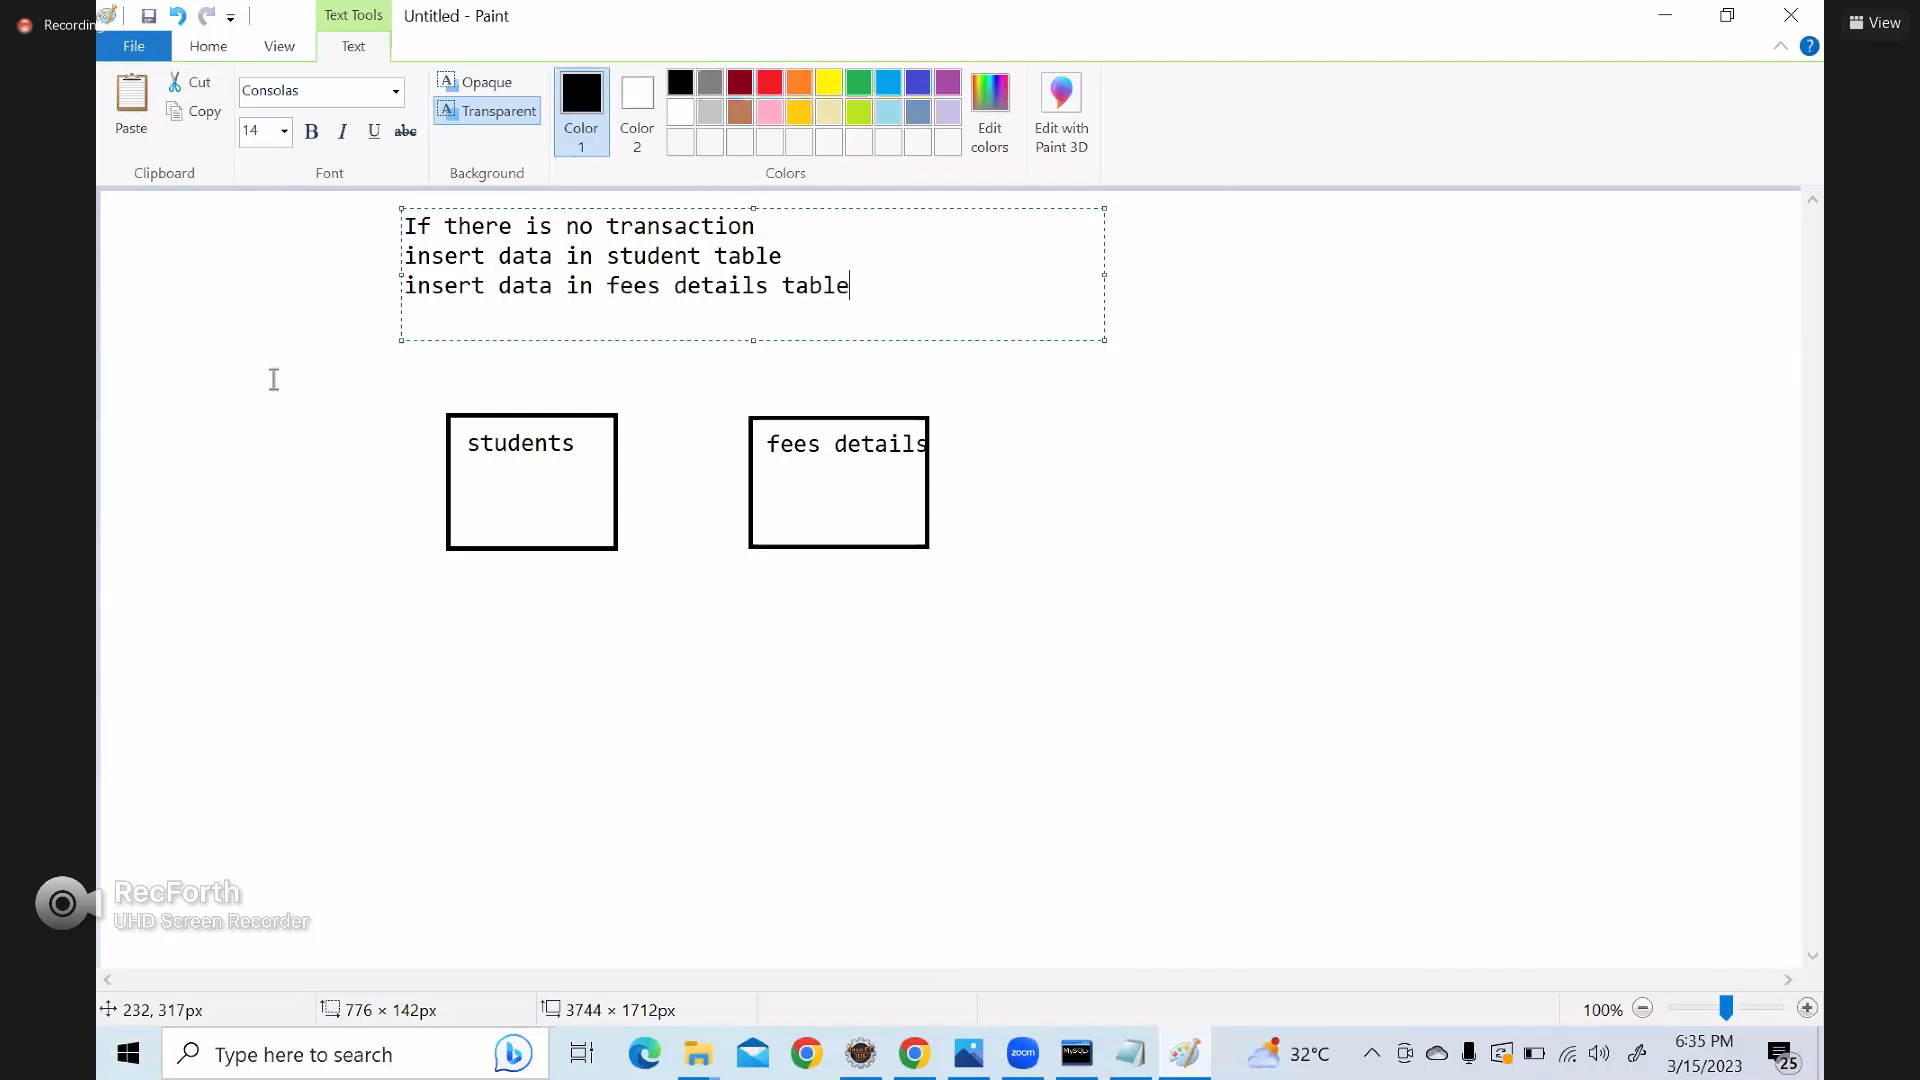 Recording
Text Tools
Untitled - Paint
View
File
Home
View
Text
Paste
Cut
Copy
Clipboard
Consolas
14
B I U abc
Font
Opaque
Transparent
Background
Color 1
Color 2
Edit colors
Colors
Edit with Paint 3D
If there is no transaction
insert data in student table
insert data in fees details table
students
fees details
RecForth
UHD Screen Recorder
232, 317px
776 × 142px
3744 × 1712px
100%
Type here to search
zoom
MySQL
32°C
6:35 PM
3/15/2023
25